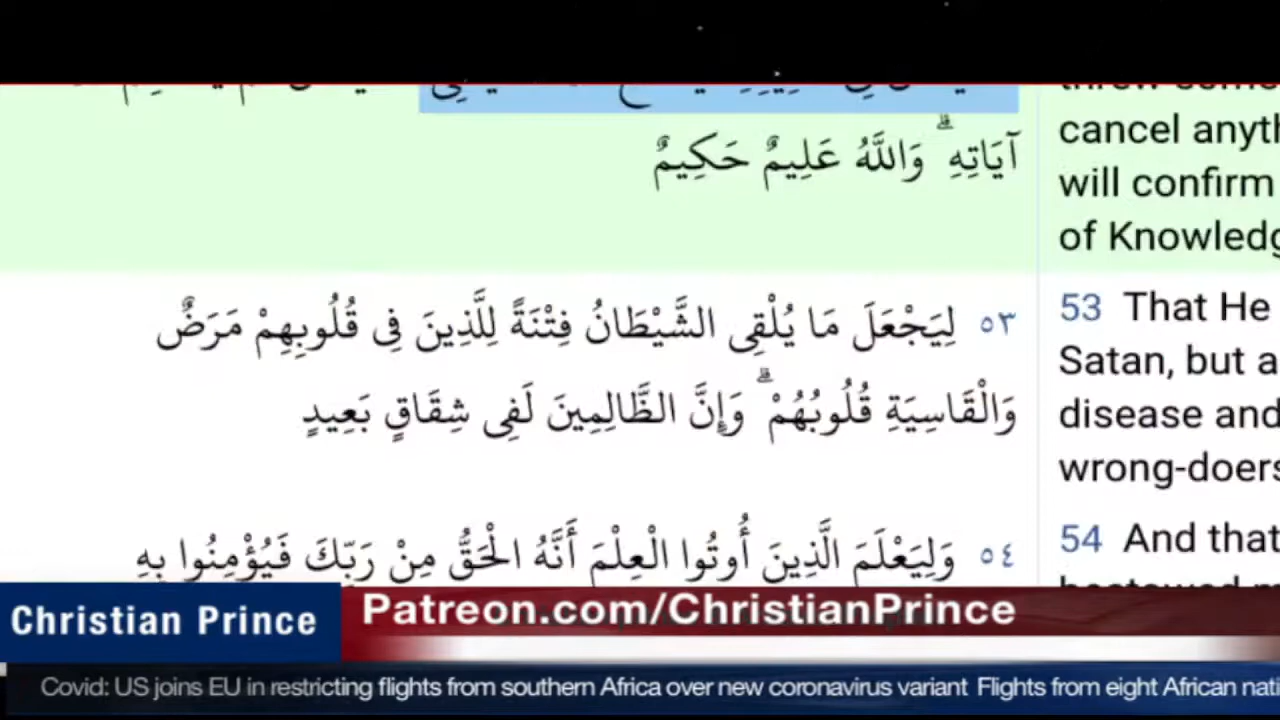 cancel anyth
آيَاتِهِ ۗ وَاللَّهُ عَلِيمٌ حَكِيمٌ
will confirm
of Knowledg
٥٣ لِيَجْعَلَ مَا يُلْقِى الشَّيْطَانُ فِتْنَةً لِلَّذِينَ فِى قُلُوبِهِمْ مَرَضٌ
وَالْقَاسِيَةِ قُلُوبُهُمْ ۗ وَإِنَّ الظَّالِمِينَ لَفِى شِقَاقٍ بَعِيدٍ
53 That He
Satan, but a
disease and
wrong-doers
٥٤ وَلِيَعْلَمَ الَّذِينَ أُوتُوا الْعِلْمَ أَنَّهُ الْحَقُّ مِنْ رَبِّكَ فَيُؤْمِنُوا بِهِ
54 And that
Christian Prince
Patreon.com/ChristianPrince
Covid: US joins EU in restricting flights from southern Africa over new coronavirus variant Flights from eight African nati